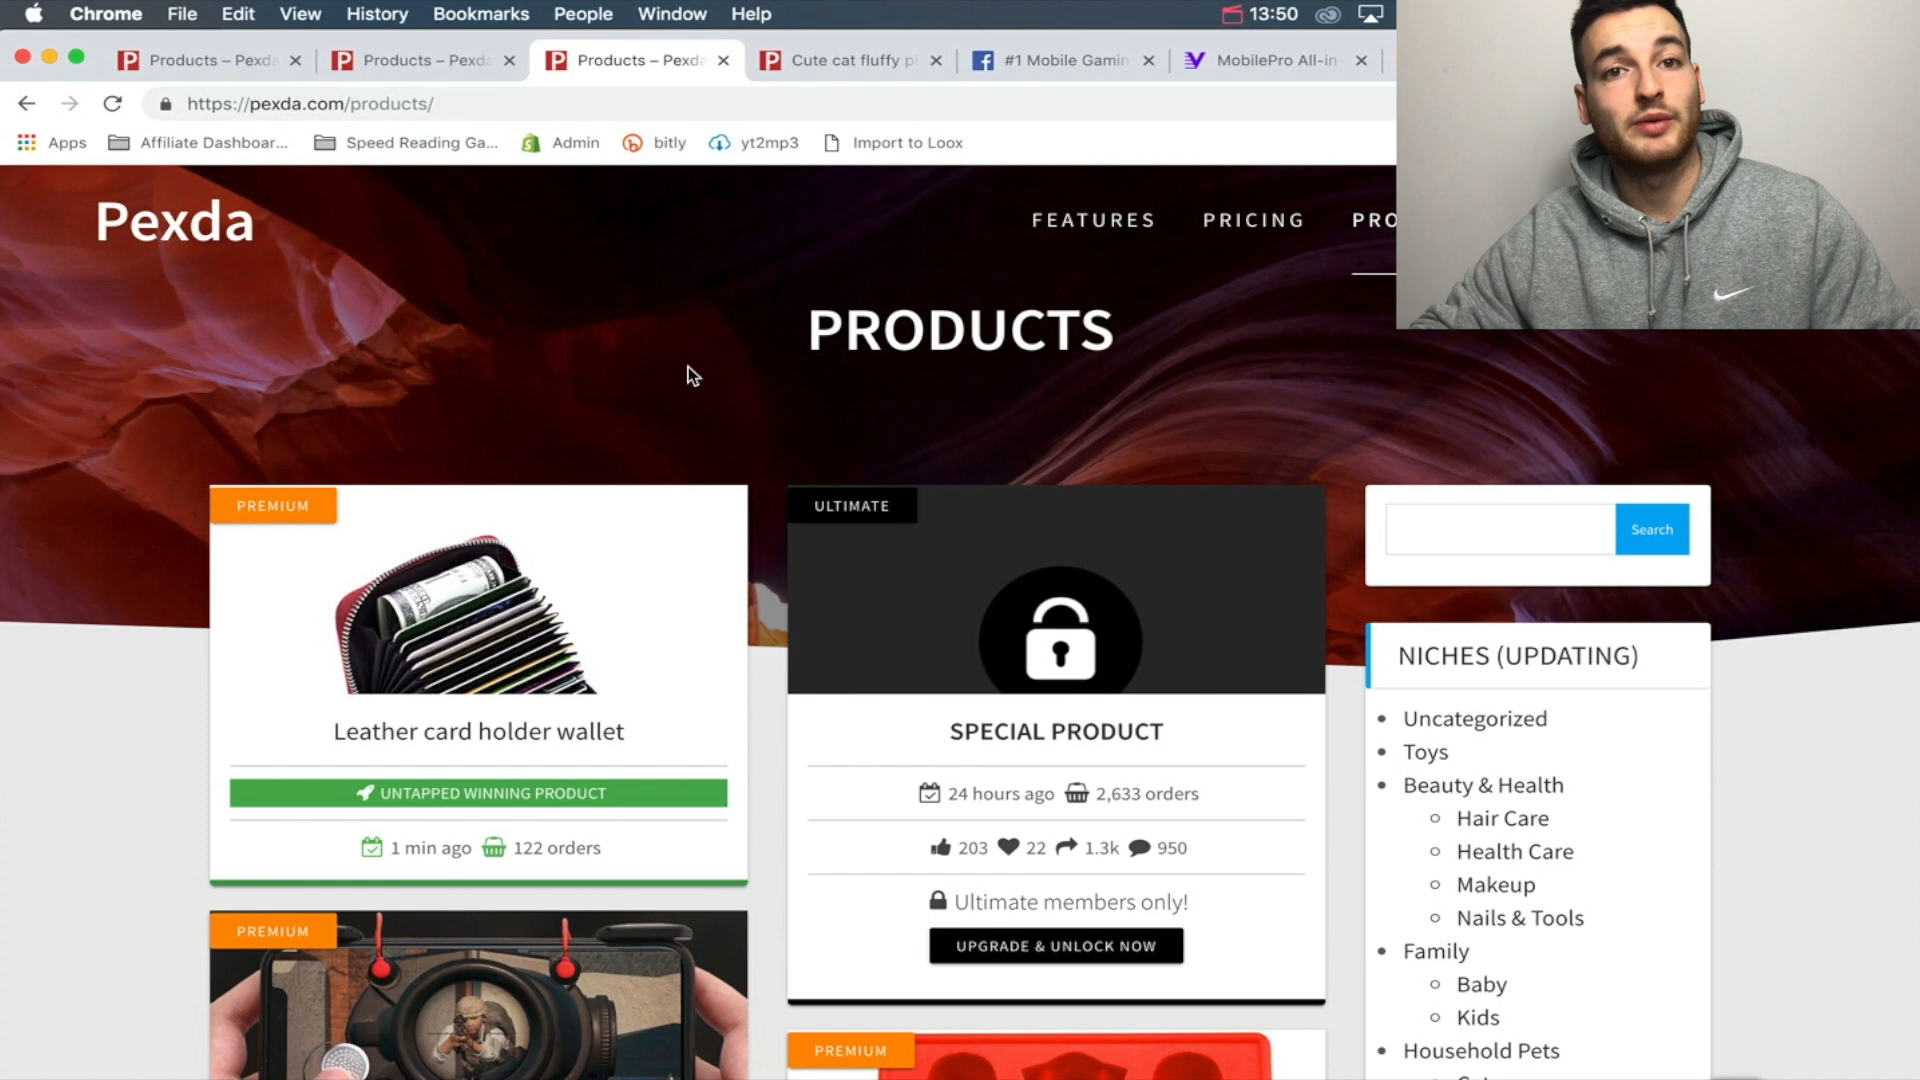 Chrome File Edit View History Bookmarks People Window Help 13:50
Products – Pexda Products – Pexda Products – Pexda Cute cat fluffy pi #1 Mobile Gamin MobilePro All-in-
https://pexda.com/products/
Apps Affiliate Dashboar... Speed Reading Ga... Admin bitly yt2mp3 Import to Loox
Pexda
FEATURES PRICING PRO
PRODUCTS
PREMIUM
Leather card holder wallet
UNTAPPED WINNING PRODUCT
1 min ago 122 orders
PREMIUM
ULTIMATE
SPECIAL PRODUCT
24 hours ago 2,633 orders
203 22 1.3k 950
Ultimate members only!
UPGRADE & UNLOCK NOW
PREMIUM
Search
NICHES (UPDATING)
Uncategorized
Toys
Beauty & Health
Hair Care
Health Care
Makeup
Nails & Tools
Family
Baby
Kids
Household Pets